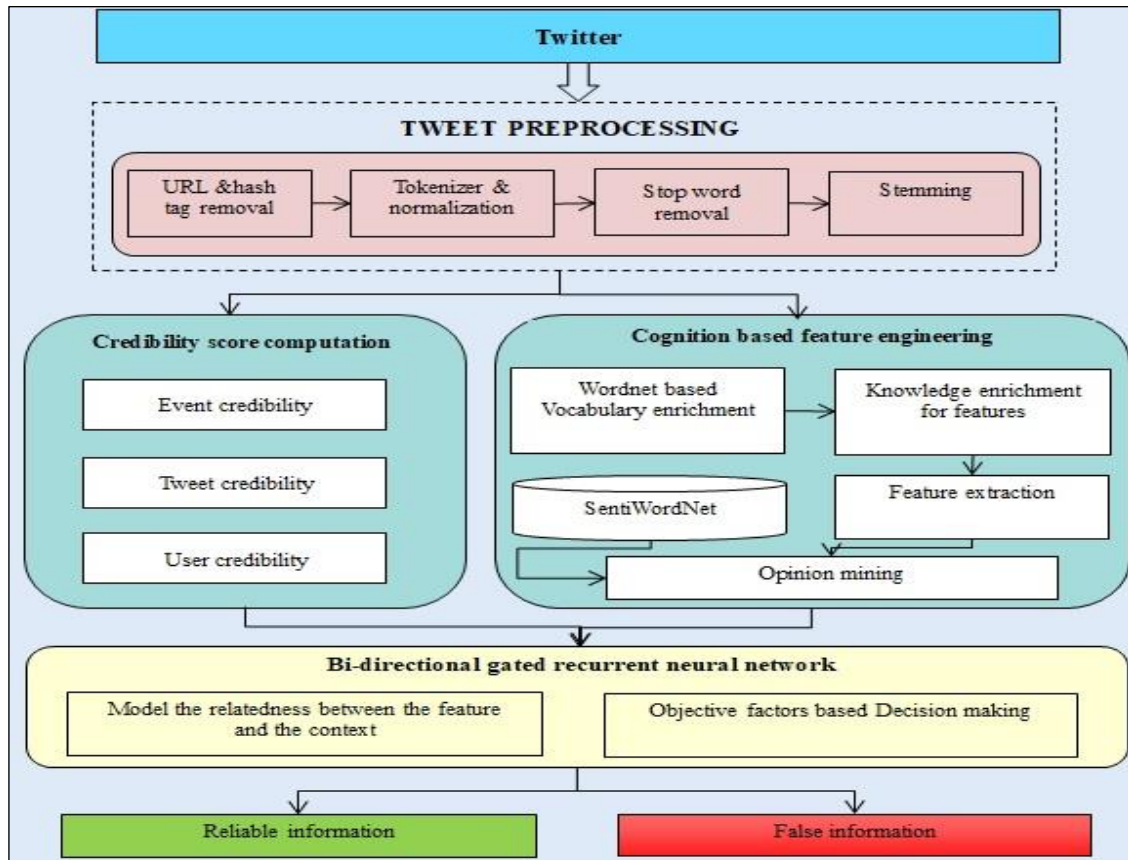 Twitter
TWEET PREPROCESSING
URL &hash
tag removal
Tokenizer &
normalization
Stop word
removal
Stemming
Credibility score computation
Event credibility
Tweet credibility
User credibility
Cognition based feature engineering
Wordnet based
Vocabulary enrichment
Knowledge enrichment
for features
SentiWordNet
Feature extraction
Opinion mining
Bi-directional gated recurrent neural network
Model the relatedness between the feature
and the context
Objective factors based Decision making
Reliable information
False information